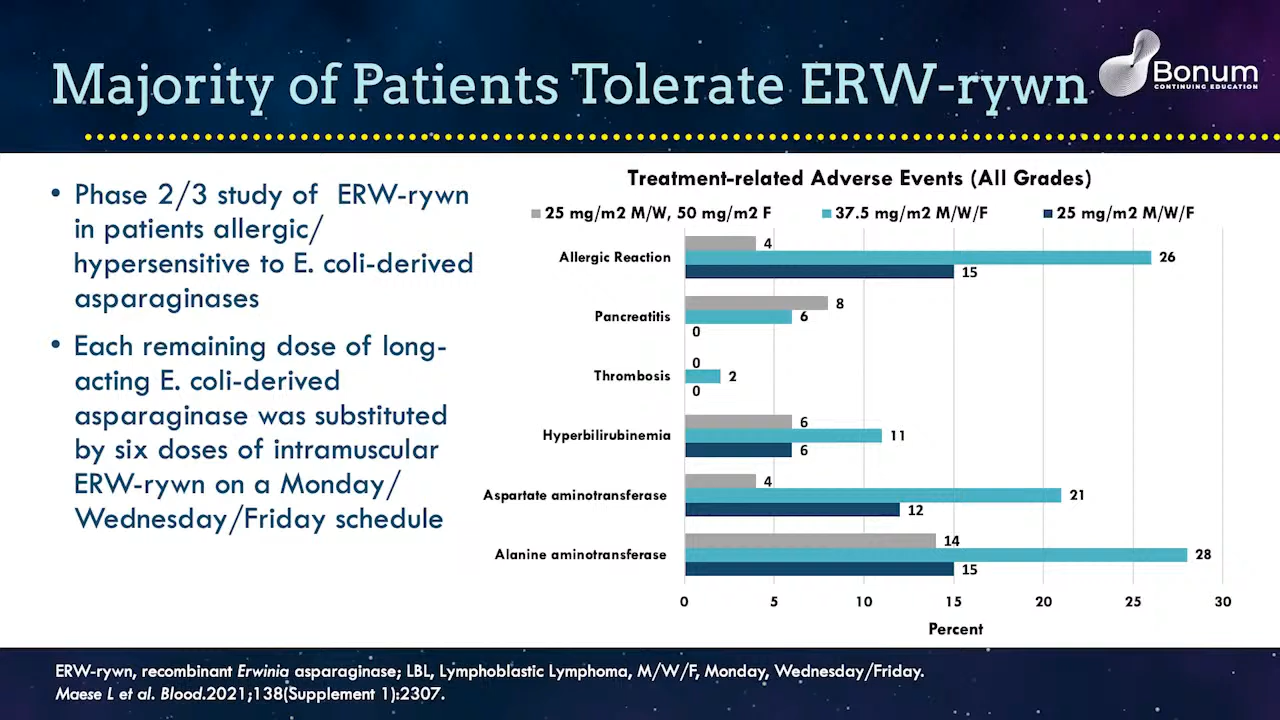 Majority of Patients Tolerate ERW-rywn
Bonum
CONTINUING EDUCATION
• Phase 2/3 study of ERW-rywn
in patients allergic/
hypersensitive to E. coli-derived
asparaginases
• Each remaining dose of long-
acting E. coli-derived
asparaginase was substituted
by six doses of intramuscular
ERW-rywn on a Monday/
Wednesday/Friday schedule
Treatment-related Adverse Events (All Grades)
25 mg/m2 M/W, 50 mg/m2 F 37.5 mg/m2 M/W/F 25 mg/m2 M/W/F
Allergic Reaction 4 26 15
Pancreatitis 8 6 0
Thrombosis 0 2 0
Hyperbilirubinemia 6 11 6
Aspartate aminotransferase 4 21 12
Alanine aminotransferase 14 28 15
0 5 10 15 20 25 30
Percent
ERW-rywn, recombinant Erwinia asparaginase; LBL, Lymphoblastic Lymphoma, M/W/F, Monday, Wednesday/Friday.
Maese L et al. Blood.2021;138(Supplement 1):2307.